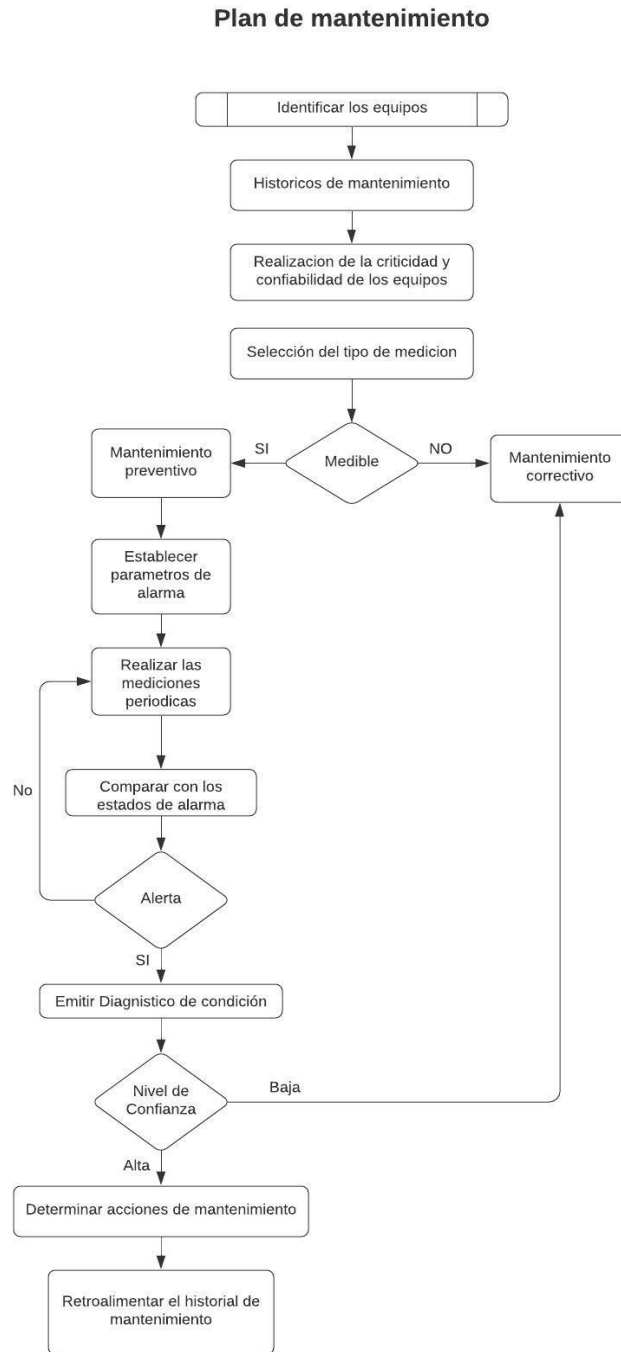 Plan de mantenimiento
Identificar los equipos
Historicos de mantenimiento
Realizacion de la criticidad y
confiabilidad de los equipos
Selección del tipo de medicion
Medible
SI
NO
Mantenimiento
preventivo
Mantenimiento
correctivo
Establecer
parametros de
alarma
Realizar las
mediciones
periodicas
Comparar con los
estados de alarma
No
Alerta
SI
Emitir Diagnistico de condición
Nivel de
Confianza
Baja
Alta
Determinar acciones de mantenimiento
Retroalimentar el historial de
mantenimiento